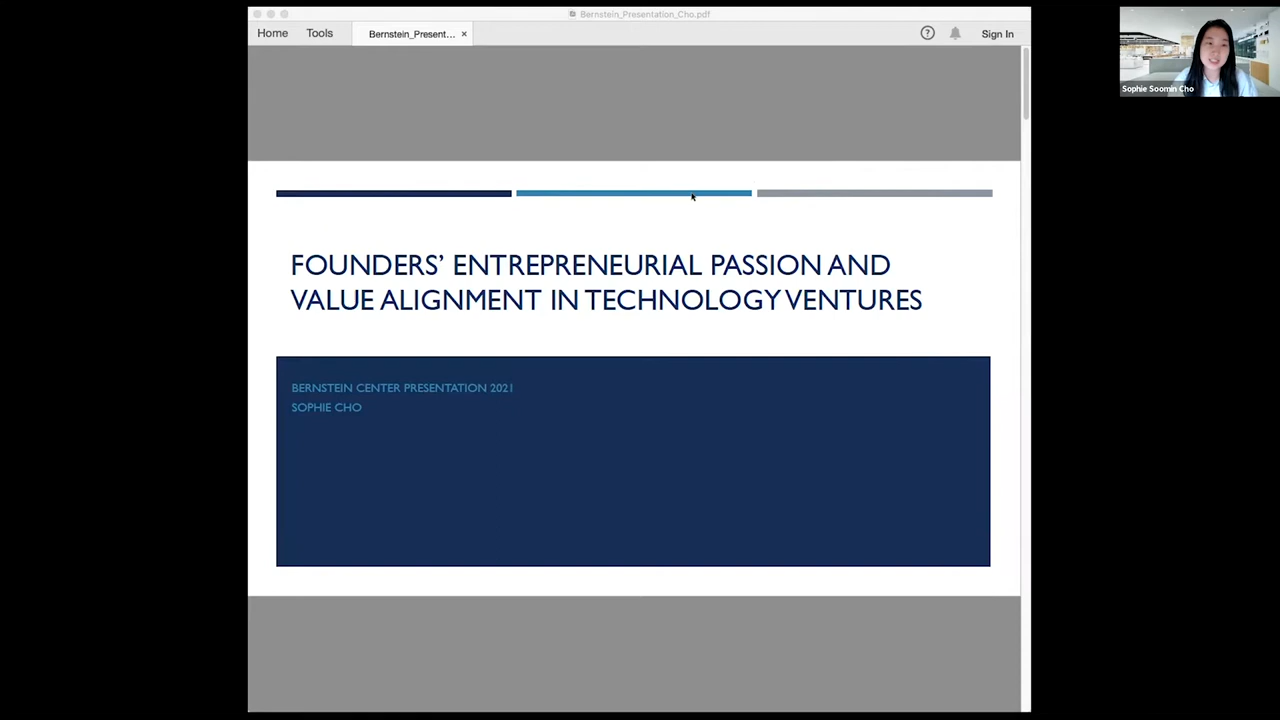 Bernstein_Presentation_Cho.pdf
Home Tools Bernstein_Present... × ? Sign In
Sophie Soomin Cho
FOUNDERS’ ENTREPRENEURIAL PASSION AND
VALUE ALIGNMENT IN TECHNOLOGY VENTURES
BERNSTEIN CENTER PRESENTATION 2021
SOPHIE CHO